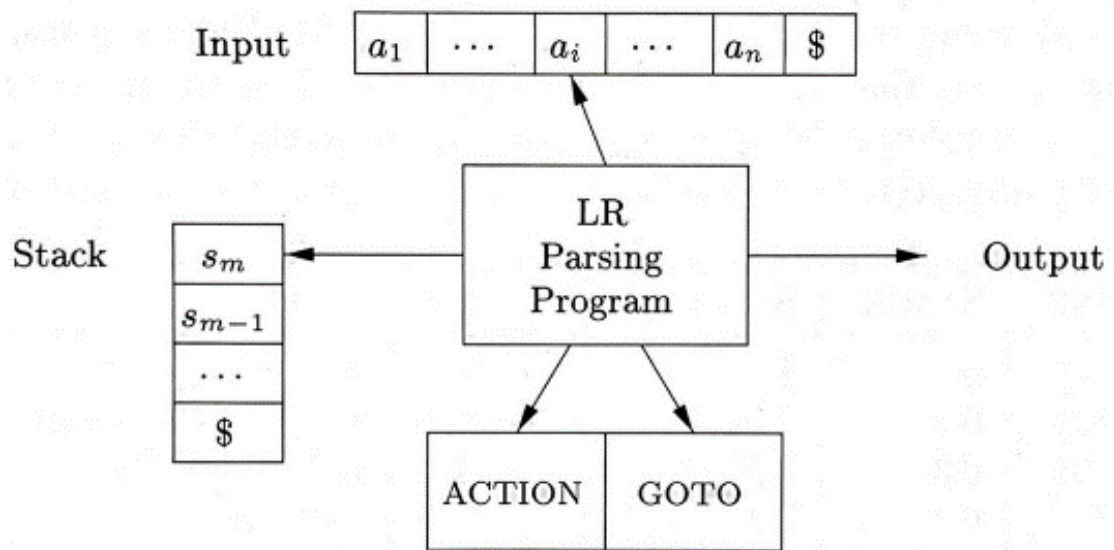 Input a₁ ⋯ aᵢ ⋯ aₙ $
LR
Parsing
Program
Stack
sₘ
sₘ₋₁
⋯
$
Output
ACTION GOTO